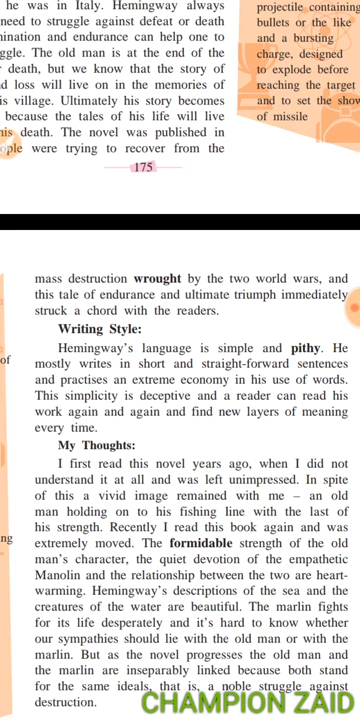 he was in Italy. Hemingway always
need to struggle against defeat or death
ination and endurance can help one to
ggle. The old man is at the end of the
death, but we know that the story of
d loss will live on in the memories of
is village. Ultimately his story becomes
because the tales of his life will live
his death. The novel was published in
ople were trying to recover from the
projectile containing
bullets or the like
and a bursting
charge, designed
to explode before
reaching the target
and to set the show
of missile
175
mass destruction wrought by the two world wars, and
this tale of endurance and ultimate triumph immediately
struck a chord with the readers.
Writing Style:
Hemingway's language is simple and pithy. He
mostly writes in short and straight-forward sentences
and practises an extreme economy in his use of words.
This simplicity is deceptive and a reader can read his
work again and again and find new layers of meaning
every time.
My Thoughts:
I first read this novel years ago, when I did not
understand it at all and was left unimpressed. In spite
of this a vivid image remained with me – an old
man holding on to his fishing line with the last of
his strength. Recently I read this book again and was
extremely moved. The formidable strength of the old
man's character, the quiet devotion of the empathetic
Manolin and the relationship between the two are heart-
warming. Hemingway's descriptions of the sea and the
creatures of the water are beautiful. The marlin fights
for its life desperately and it's hard to know whether
our sympathies should lie with the old man or with the
marlin. But as the novel progresses the old man and
the marlin are inseparably linked because both stand
for the same ideals, that is, a noble struggle against
destruction.
of
ng
CHAMPION ZAID